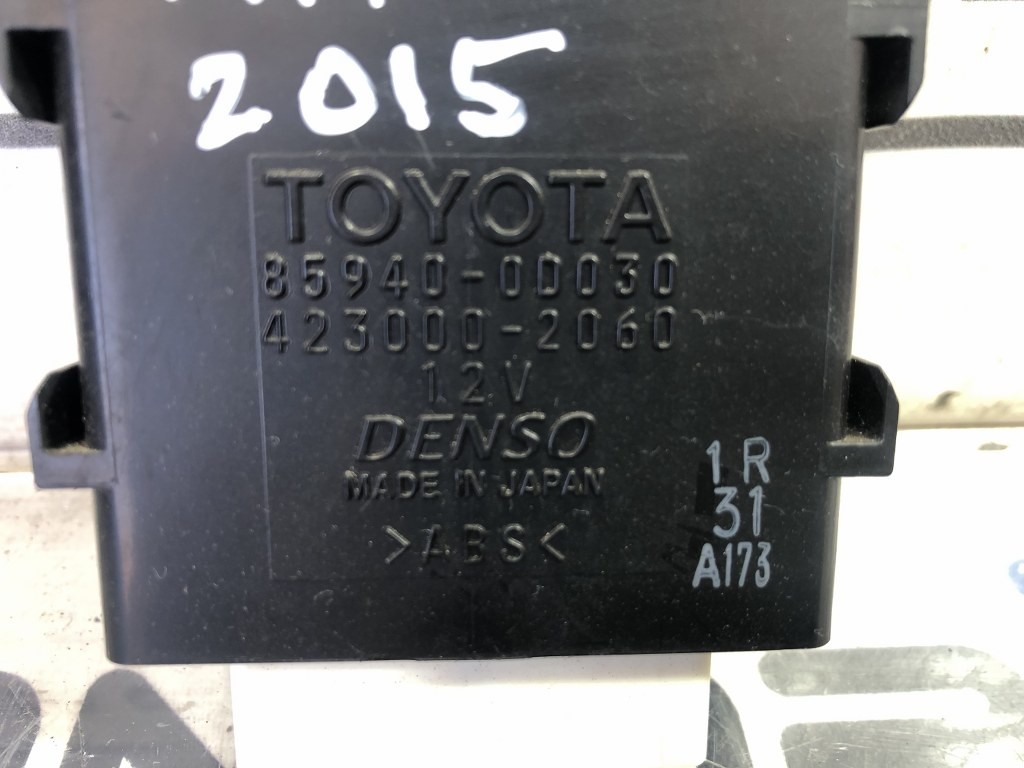 2015
TOYOTA
85940-00030
423000-2060
12V
DENSO
MADE IN JAPAN
>ABS<
1R
31
A173